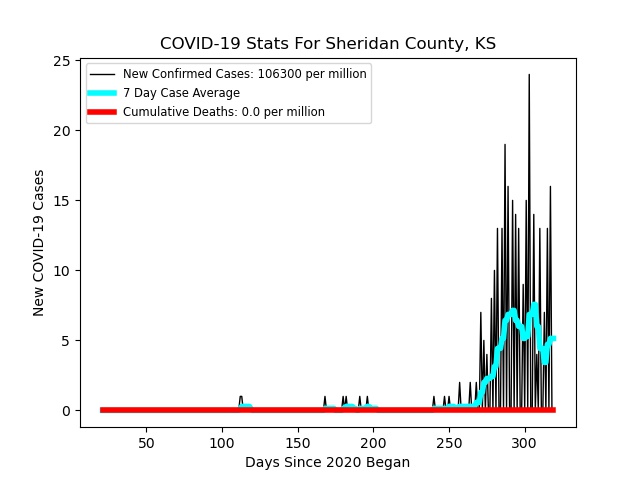 COVID-19 Stats For Sheridan County, KS
New Confirmed Cases: 106300 per million
7 Day Case Average
Cumulative Deaths: 0.0 per million
25
20
15
10
5
0
New COVID-19 Cases
50 100 150 200 250 300
Days Since 2020 Began